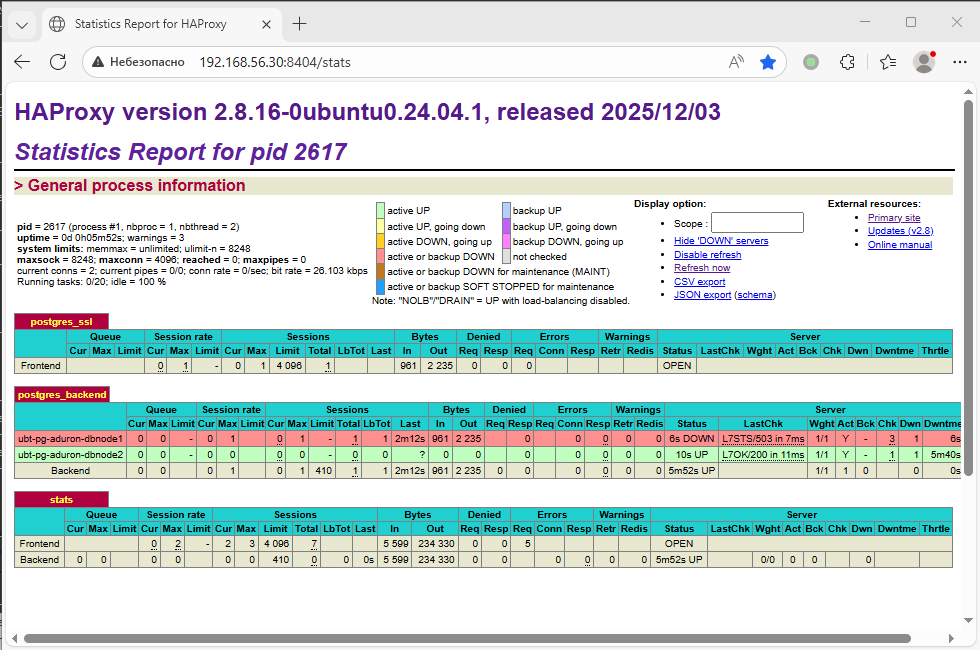 Statistics Report for HAProxy
Небезопасно 192.168.56.30:8404/stats
HAProxy version 2.8.16-0ubuntu0.24.04.1, released 2025/12/03
Statistics Report for pid 2617
> General process information
pid = 2617 (process #1, nbproc = 1, nbthread = 2)
uptime = 0d 0h05m52s; warnings = 3
system limits: memmax = unlimited; ulimit-n = 8248
maxsock = 8248; maxconn = 4096; reached = 0; maxpipes = 0
current conns = 2; current pipes = 0/0; conn rate = 0/sec; bit rate = 26.103 kbps
Running tasks: 0/20; idle = 100 %
active UP backup UP
active UP, going down backup UP, going down
active DOWN, going up backup DOWN, going up
active or backup DOWN not checked
active or backup DOWN for maintenance (MAINT)
active or backup SOFT STOPPED for maintenance
Note: "NOLB"/"DRAIN" = UP with load-balancing disabled.
Display option:
Scope :
Hide 'DOWN' servers
Disable refresh
Refresh now
CSV export
JSON export (schema)
External resources:
Primary site
Updates (v2.8)
Online manual
postgres_ssl
Queue Session rate Sessions Bytes Denied Errors Warnings Server
Cur Max Limit Cur Max Limit Cur Max Limit Total LbTot Last In Out Req Resp Req Conn Resp Retr Redis Status LastChk Wght Act Bck Chk Dwn Dwntme Thrtle
Frontend 0 1 - 0 1 4 096 1 961 2 235 0 0 0 OPEN
postgres_backend
Queue Session rate Sessions Bytes Denied Errors Warnings Server
Cur Max Limit Cur Max Limit Cur Max Limit Total LbTot Last In Out Req Resp Req Conn Resp Retr Redis Status LastChk Wght Act Bck Chk Dwn Dwntme
ubt-pg-aduron-dbnode1 0 0 - 0 1 0 1 - 1 1 2m12s 961 2 235 0 0 0 0 0 6s DOWN L7STS/503 in 7ms 1/1 Y - 3 1 6s
ubt-pg-aduron-dbnode2 0 0 - 0 0 0 0 - 0 0 ? 0 0 0 0 0 0 0 10s UP L7OK/200 in 11ms 1/1 Y - 1 1 5m40s
Backend 0 0 0 1 0 1 410 1 1 2m12s 961 2 235 0 0 0 0 0 0 5m52s UP 1/1 1 0 0 0s
stats
Queue Session rate Sessions Bytes Denied Errors Warnings Server
Cur Max Limit Cur Max Limit Cur Max Limit Total LbTot Last In Out Req Resp Req Conn Resp Retr Redis Status LastChk Wght Act Bck Chk Dwn Dwntme Thrtle
Frontend 0 2 - 2 3 4 096 7 5 599 234 330 0 0 5 OPEN
Backend 0 0 0 0 0 0 410 0 0 0s 5 599 234 330 0 0 0 0 0 0 5m52s UP 0/0 0 0 0